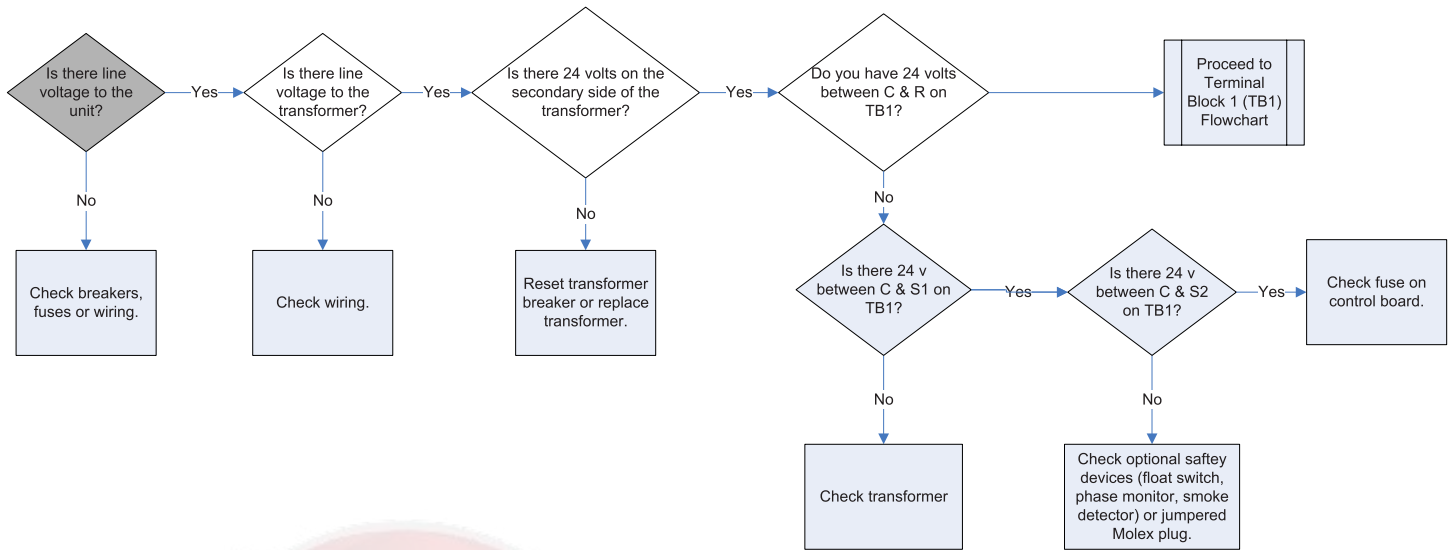 Is there line
voltage to the
unit?
Yes
Is there line
voltage to the
transformer?
Yes
Is there 24 volts on the
secondary side of the
transformer?
Yes
Do you have 24 volts
between C & R on
TB1?
Proceed to
Terminal
Block 1 (TB1)
Flowchart
No
No
No
No
Check breakers,
fuses or wiring.
Check wiring.
Reset transformer
breaker or replace
transformer.
Is there 24 v
between C & S1 on
TB1?
Yes
Is there 24 v
between C & S2
on TB1?
Yes
Check fuse on
control board.
No
No
Check transformer
Check optional saftey
devices (float switch,
phase monitor, smoke
detector) or jumpered
Molex plug.